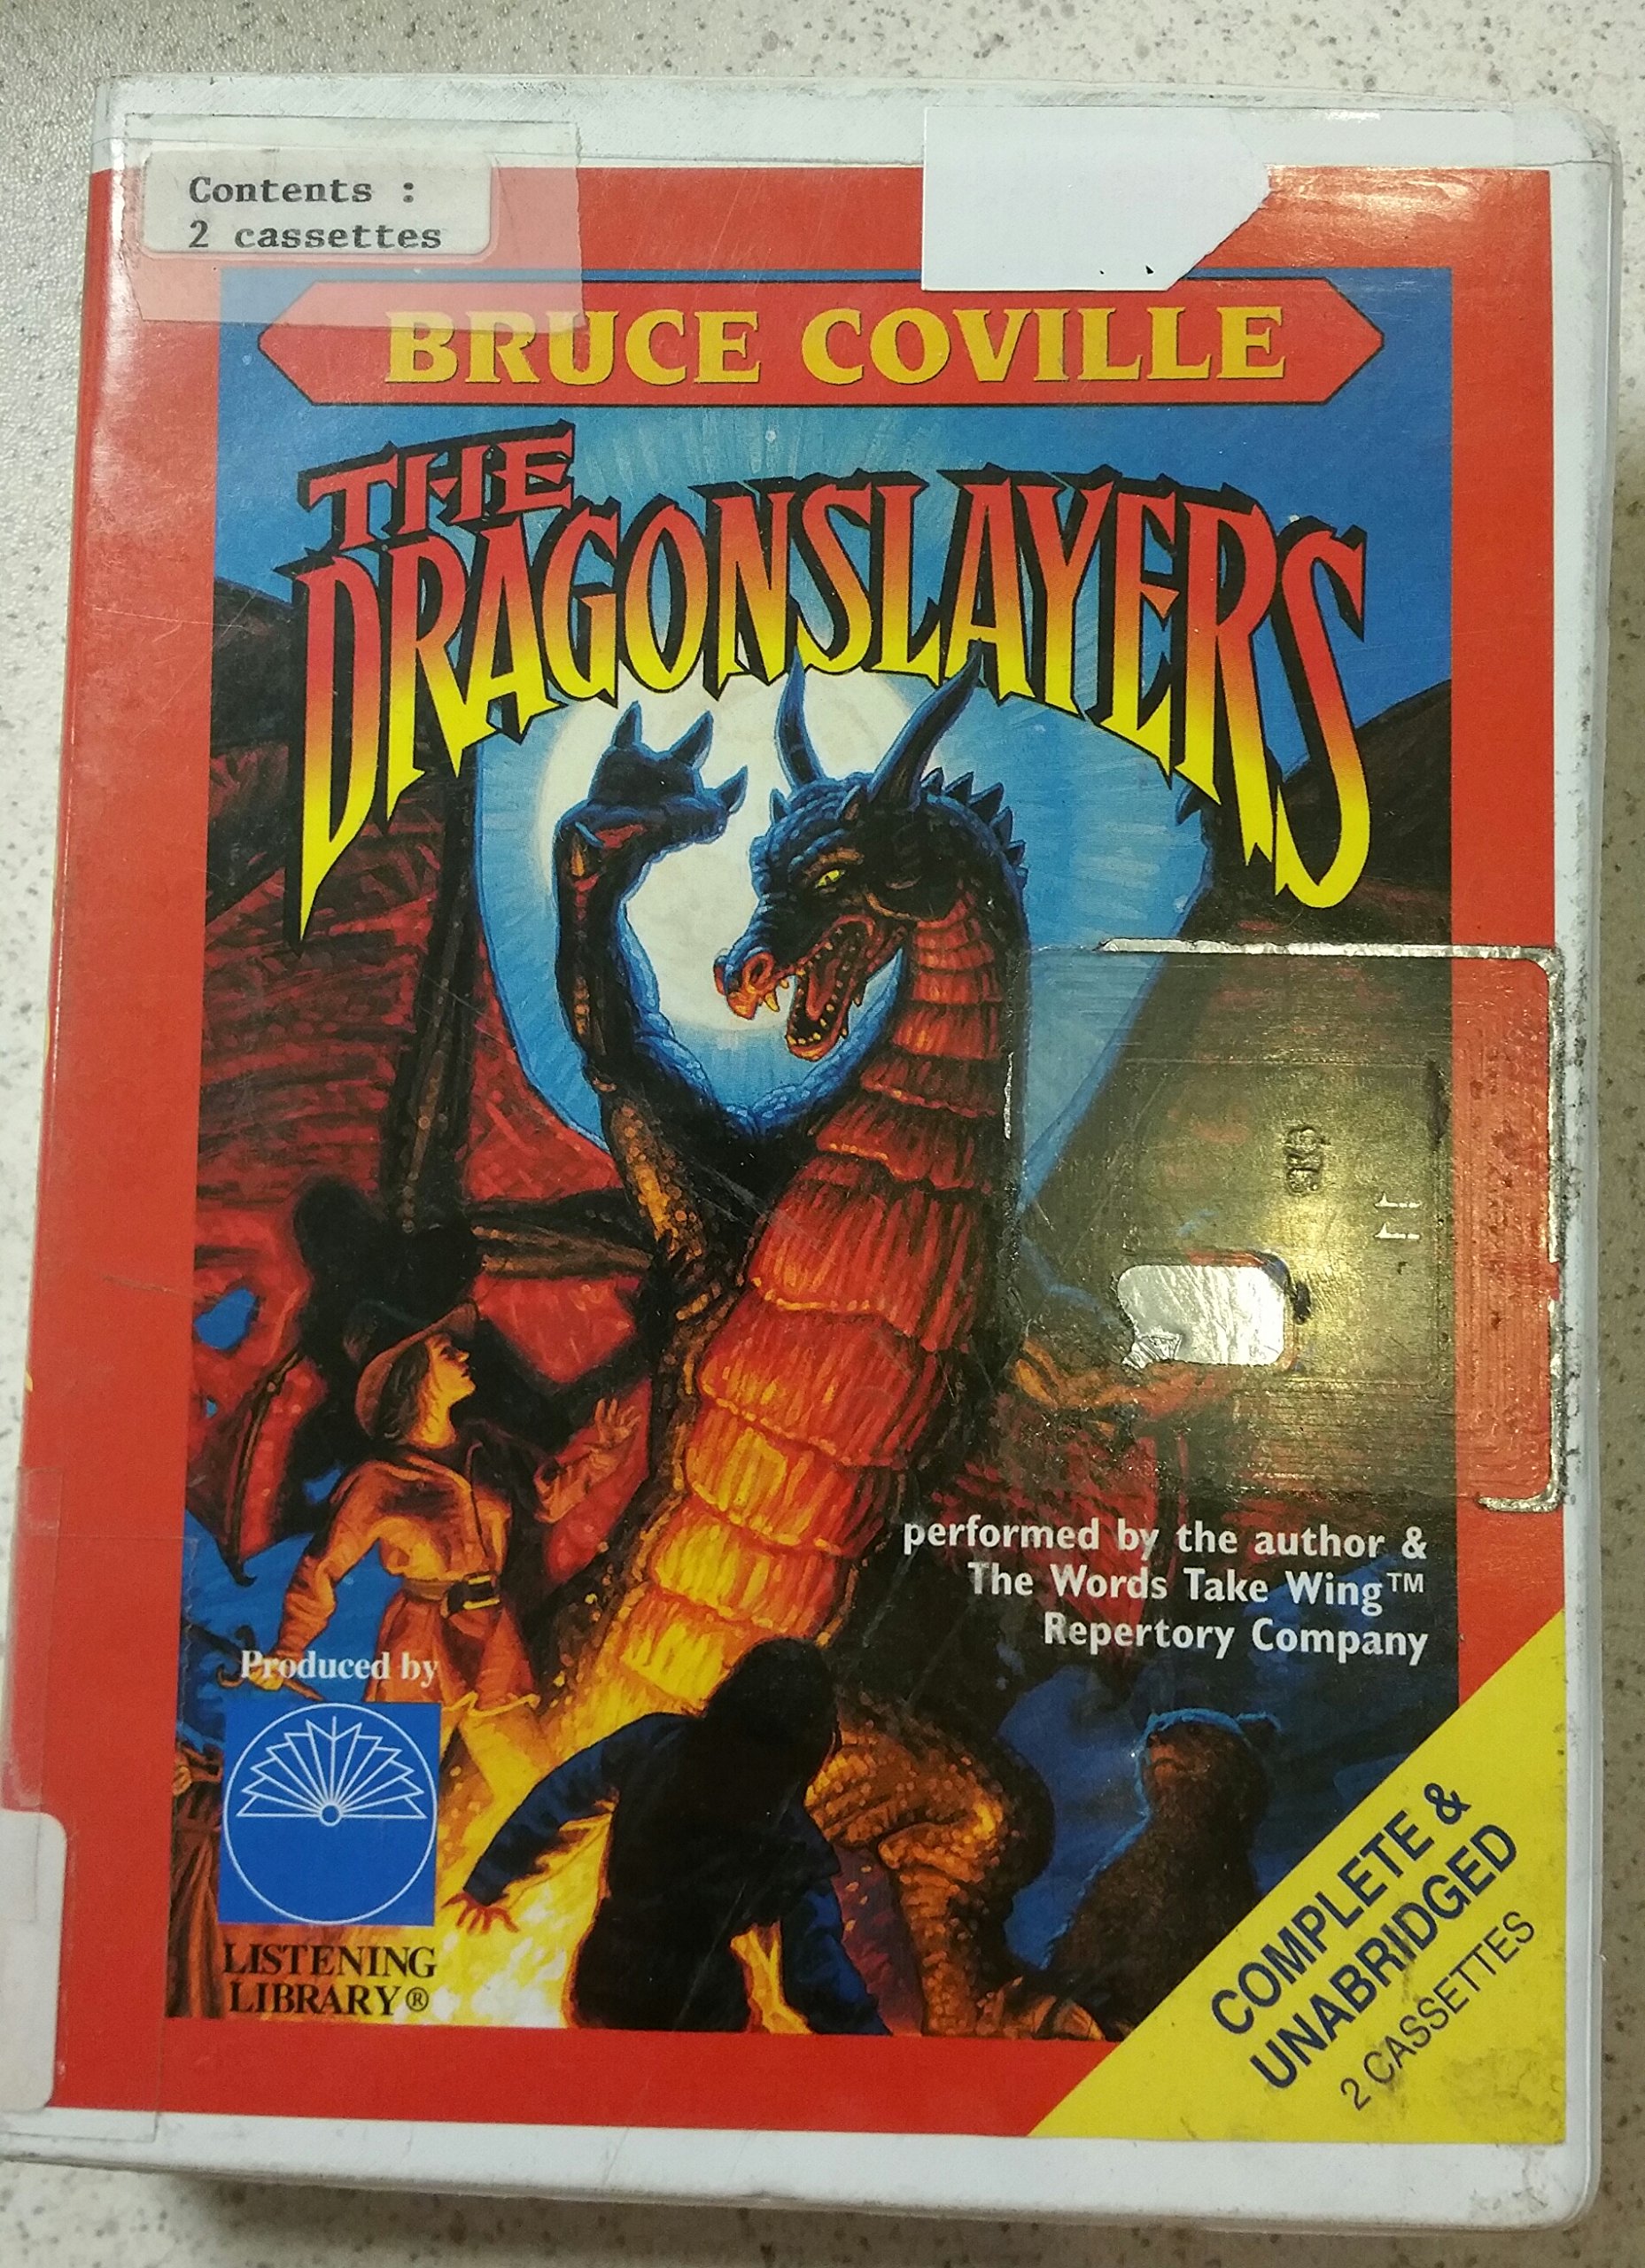 Contents :
2 cassettes
BRUCE COVILLE
THE
DRAGONSLAYERS
performed by the author &
The Words Take Wing™
Repertory Company
Produced by
LISTENING
LIBRARY®
COMPLETE &
UNABRIDGED
2 CASSETTES